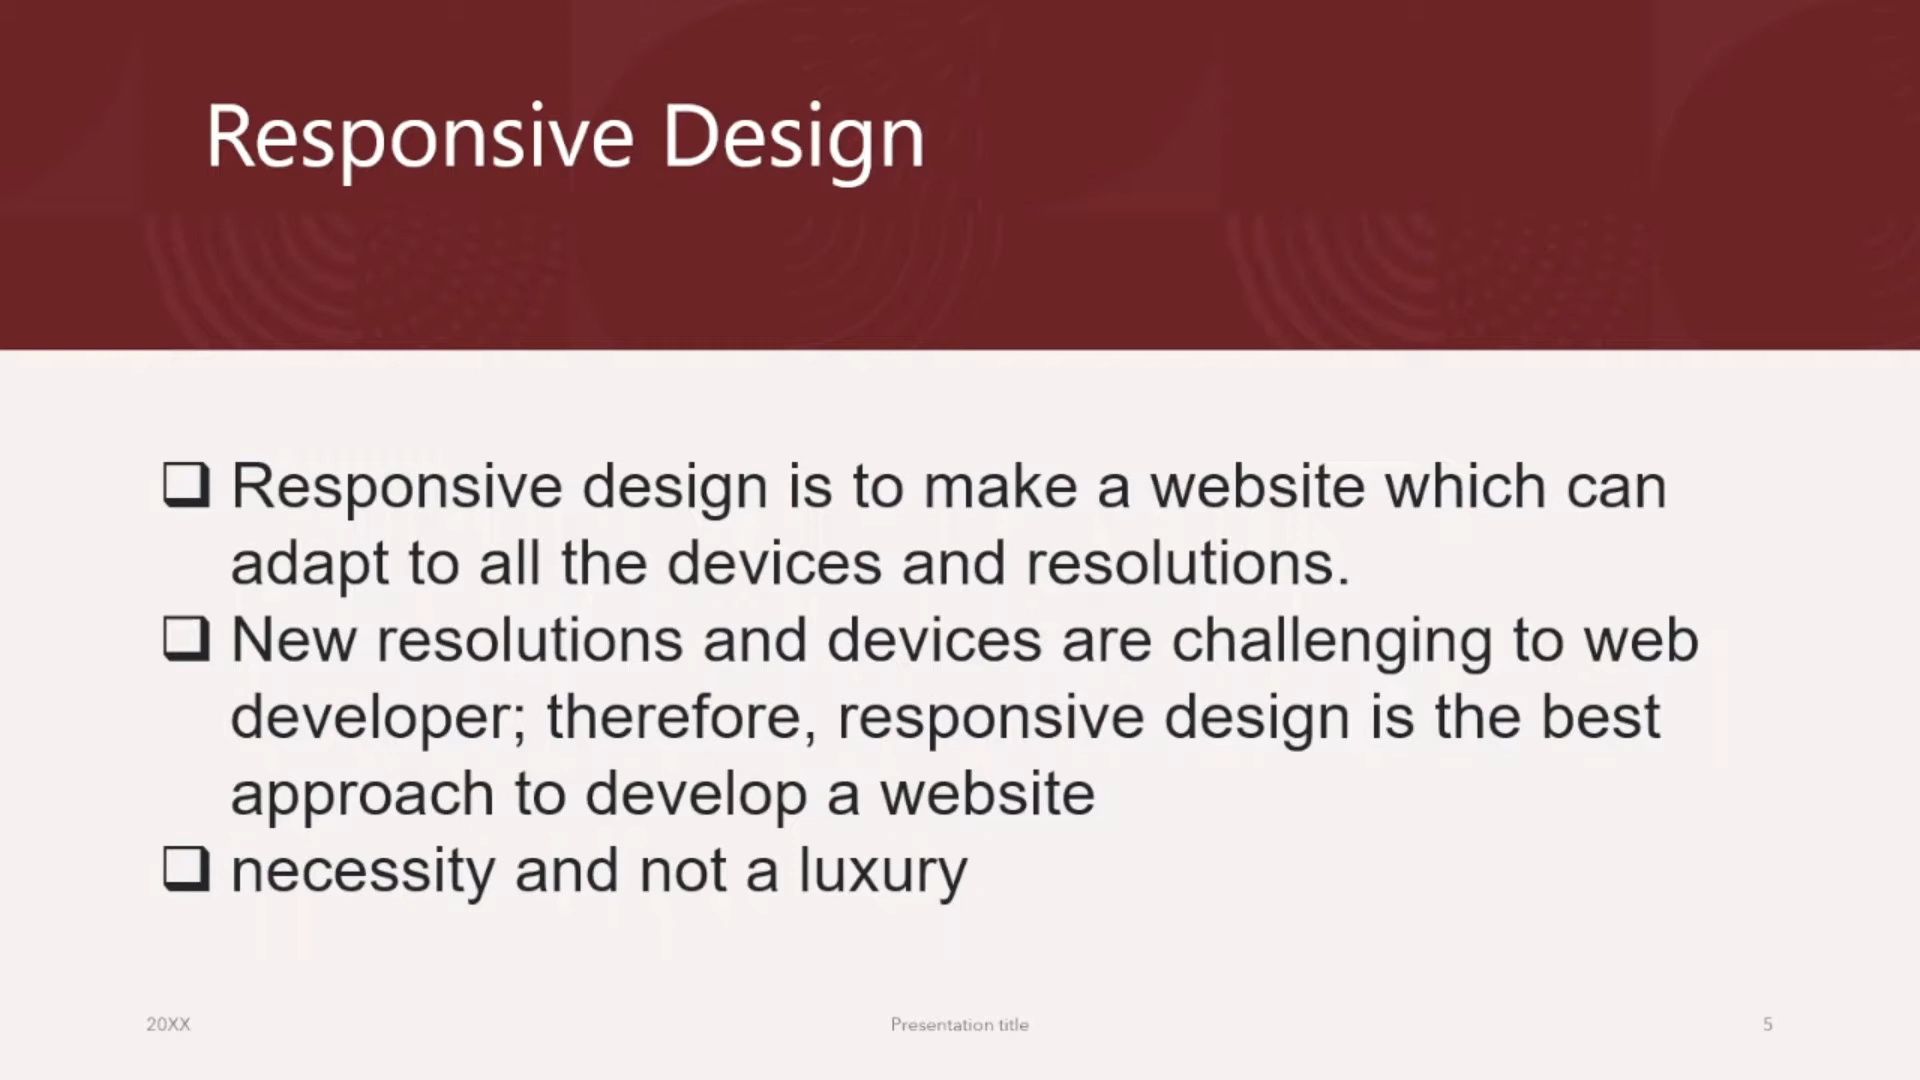 Responsive Design
❑ Responsive design is to make a website which can
adapt to all the devices and resolutions.
❑ New resolutions and devices are challenging to web
developer; therefore, responsive design is the best
approach to develop a website
❑ necessity and not a luxury
20XX Presentation title 5